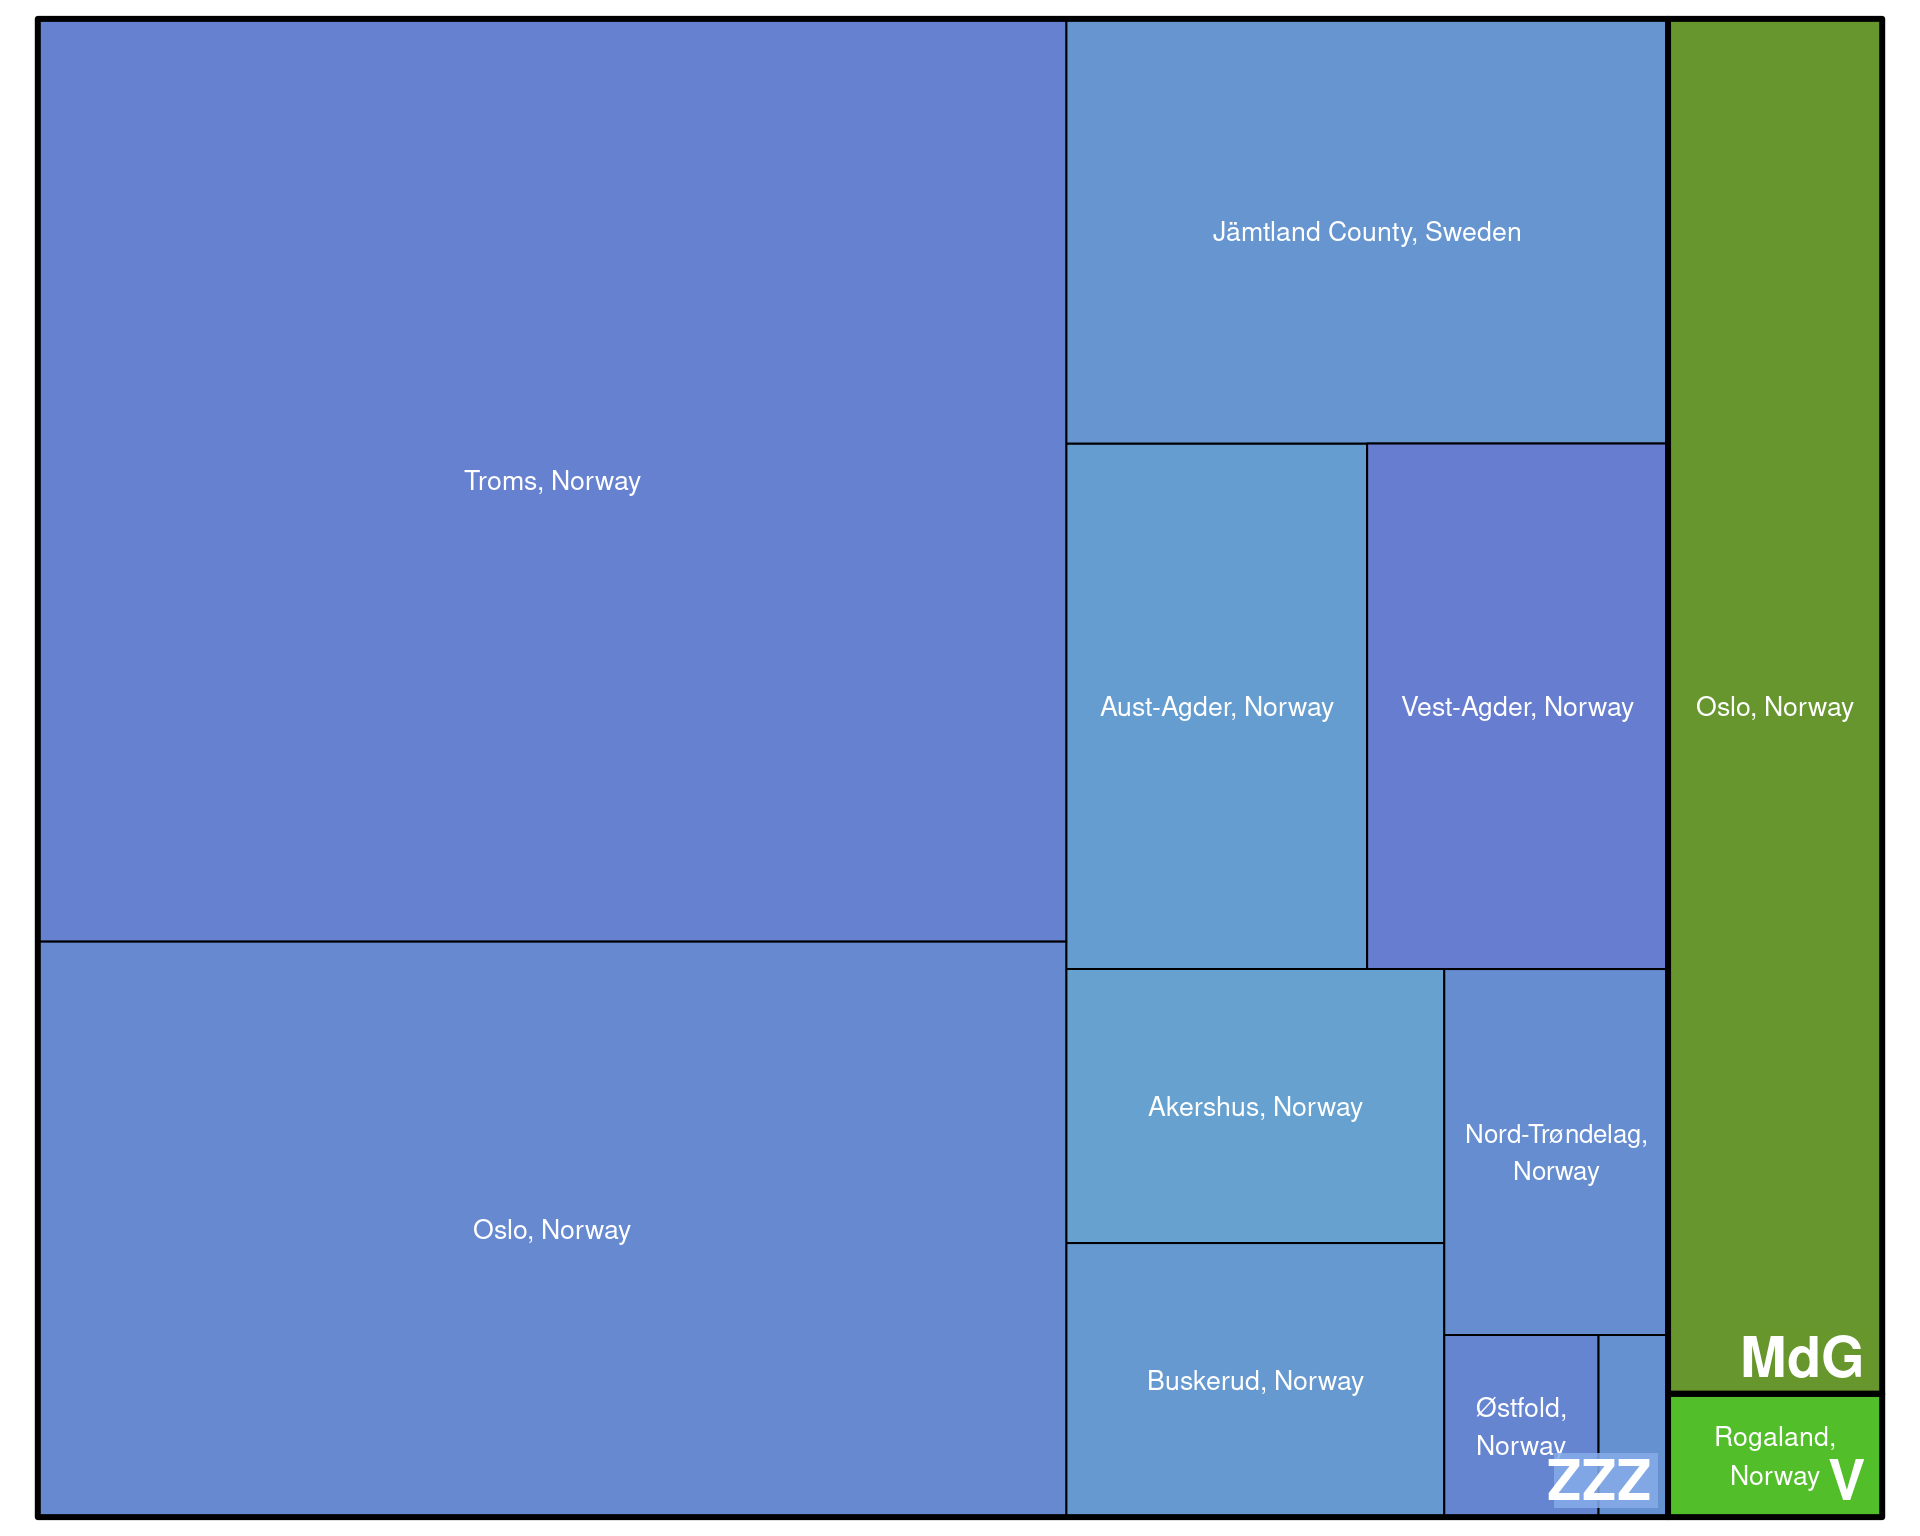 Jämtland County, Sweden
Troms, Norway
Aust-Agder, Norway
Vest-Agder, Norway
Oslo, Norway
Akershus, Norway
Nord-Trøndelag,
Norway
Oslo, Norway
Buskerud, Norway
Østfold,
Norway
ZZZ
MdG
Rogaland,
Norway
V